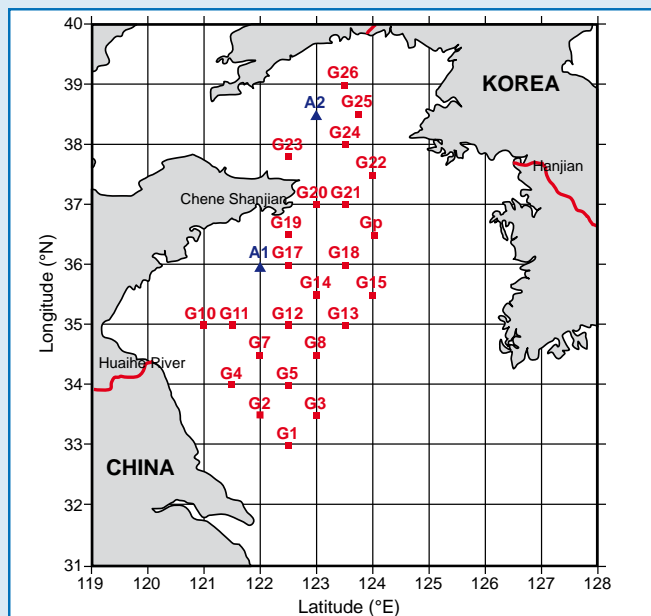 40
39
38
37
36
35
34
33
32
31
119
120
121
122
123
124
125
126
127
128
Longitude (°N)
Latitude (°E)
KOREA
CHINA
Hanjian
Chene Shanjian
Huaihe River
G26
A2
G25
G24
G23
G22
G20 G21
G19
Gp
A1
G17
G18
G14
G15
G10 G11
G12
G13
G7
G8
G4
G5
G2
G3
G1